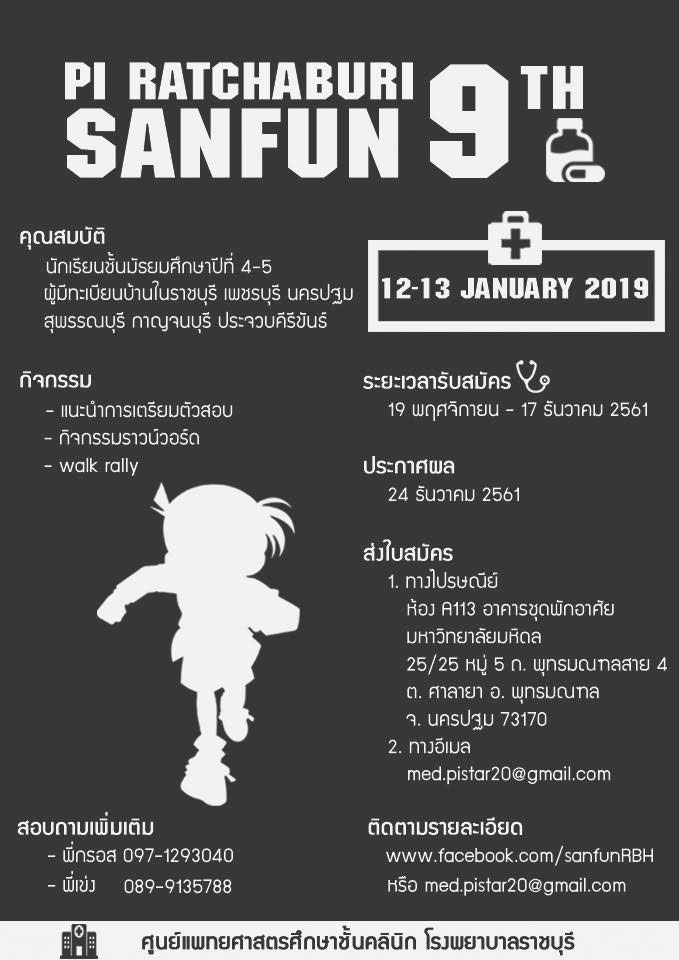 PI RATCHABURI
SANFUN 9TH
คุณสมบัติ
นักเรียนชั้นมัธยมศึกษาปีที่ 4-5
ผู้มีทะเบียนบ้านในราชบุรี เพชรบุรี นครปฐม
สุพรรณบุรี กาญจนบุรี ประจวบคีรีขันธ์
12-13 JANUARY 2019
กิจกรรม
- แนะนำการเตรียมตัวสอบ
- กิจกรรมราวน์วอร์ด
- walk rally
ระยะเวลารับสมัคร
19 พฤศจิกายน - 17 ธันวาคม 2561
ประกาศผล
24 ธันวาคม 2561
ส่งใบสมัคร
1. ทางไปรษณีย์
ห้อง A113 อาคารชุดพักอาศัย
มหาวิทยาลัยมหิดล
25/25 หมู่ 5 ถ. พุทธมณฑลสาย 4
ต. ศาลายา อ. พุทธมณฑล
จ. นครปฐม 73170
2. ทางอีเมล
med.pistar20@gmail.com
สอบถามเพิ่มเติม
- พี่กรอส 097-1293040
- พี่เข่ง 089-9135788
ติดตามรายละเอียด
www.facebook.com/sanfunRBH
หรือ med.pistar20@gmail.com
ศูนย์แพทยศาสตรศึกษาชั้นคลินิก โรงพยาบาลราชบุรี